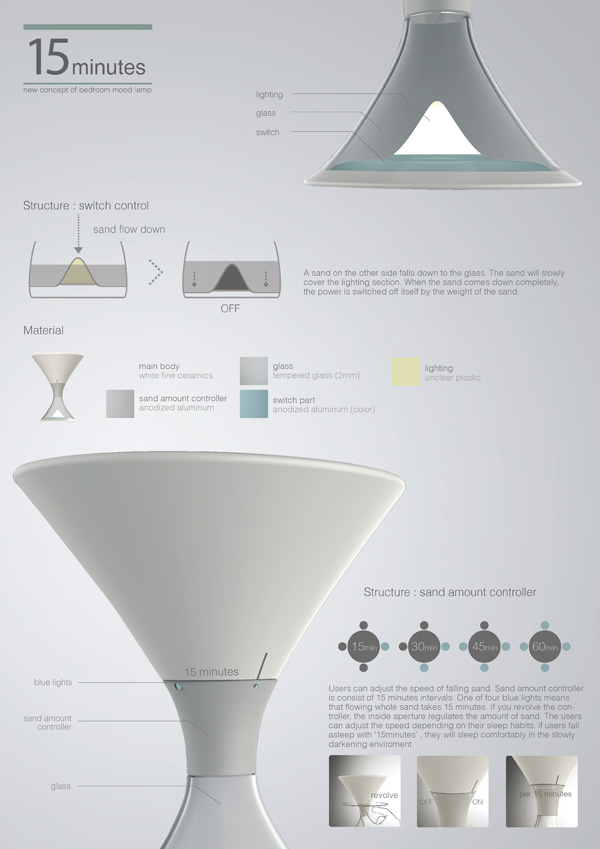 15 minutes
new concept of bedroom mood lamp
lighting
glass
switch
Structure : switch control
sand flow down
OFF
A sand on the other side falls down to the glass. The sand will slowly
cover the lighting section. When the sand comes down completely,
the power is switched off itself by the weight of the sand.
Material
main body
white fine ceramics
sand amount controller
anodized aluminum
glass
tempered glass (2mm)
switch part
anodized aluminum (color)
lighting
unclear plastic
15 minutes
blue lights
sand amount
controller
glass
Structure : sand amount controller
15min
30min
45min
60min
Users can adjust the speed of falling sand. Sand amount controller
is consist of 15 minutes intervals. One of four blue lights means
that flowing whole sand takes 15 minutes. If you revolve the con-
troller, the inside aperture regulates the amount of sand. The users
can adjust the speed depending on their sleep habits. if users fall
asleep with '15minutes' , they will sleep comfortably in the slowly
darkening enviroment
revolve
OFF
ON
per 15 minutes